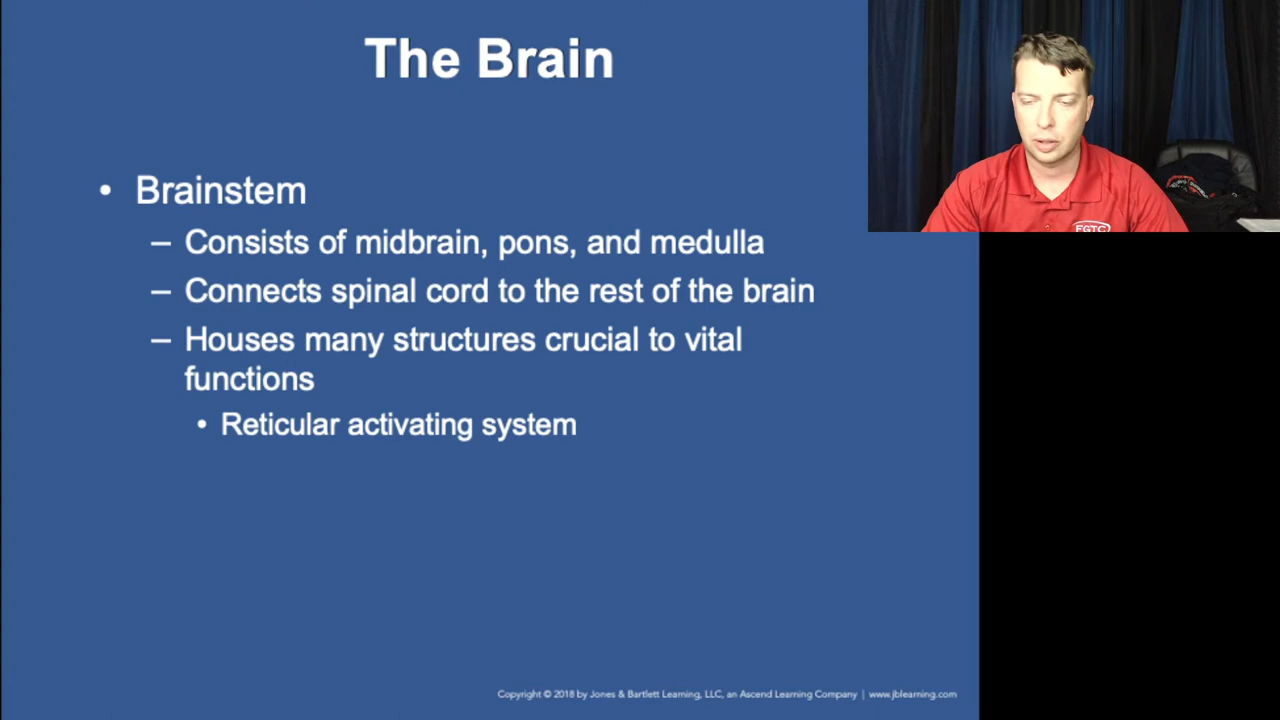 The Brain
• Brainstem
– Consists of midbrain, pons, and medulla
– Connects spinal cord to the rest of the brain
– Houses many structures crucial to vital
functions
• Reticular activating system
Copyright © 2018 by Jones & Bartlett Learning, LLC, an Ascend Learning Company | www.jblearning.com